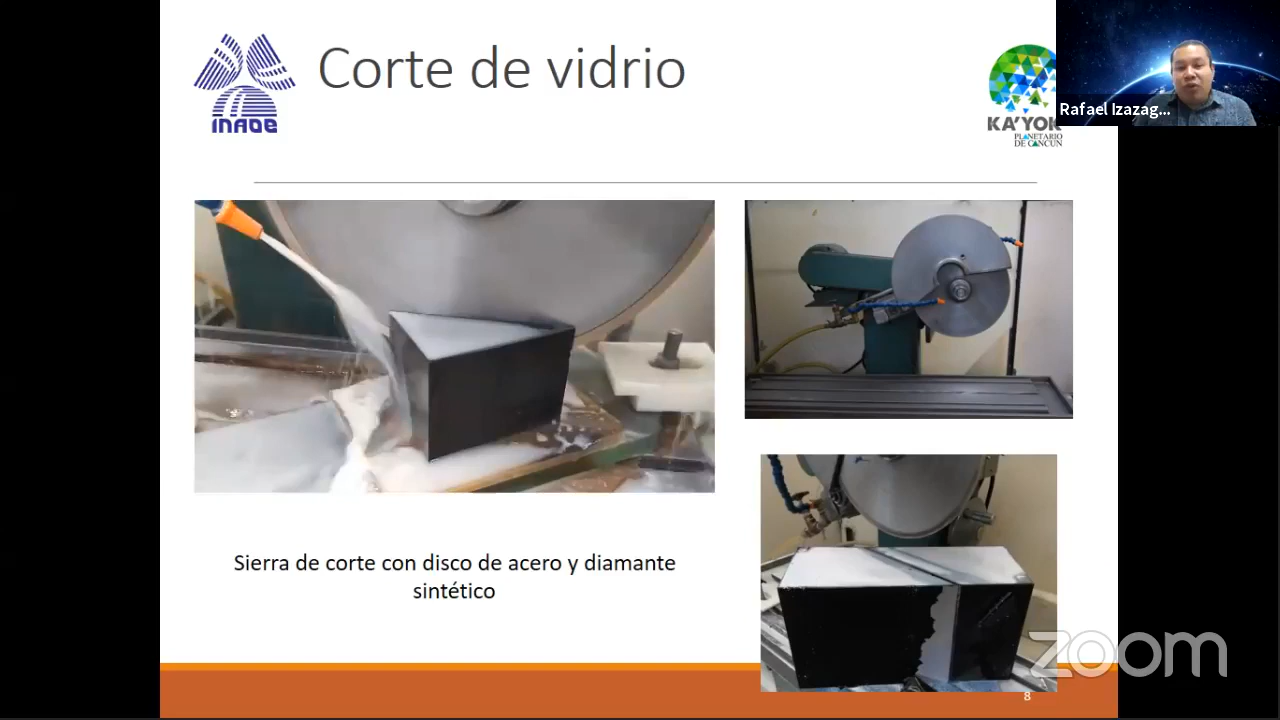 Corte de vidrio
INAOE
KA'YOK
PLANETARIO
DE CANCUN
Rafael Izazag...
Sierra de corte con disco de acero y diamante
sintético
zoom
8